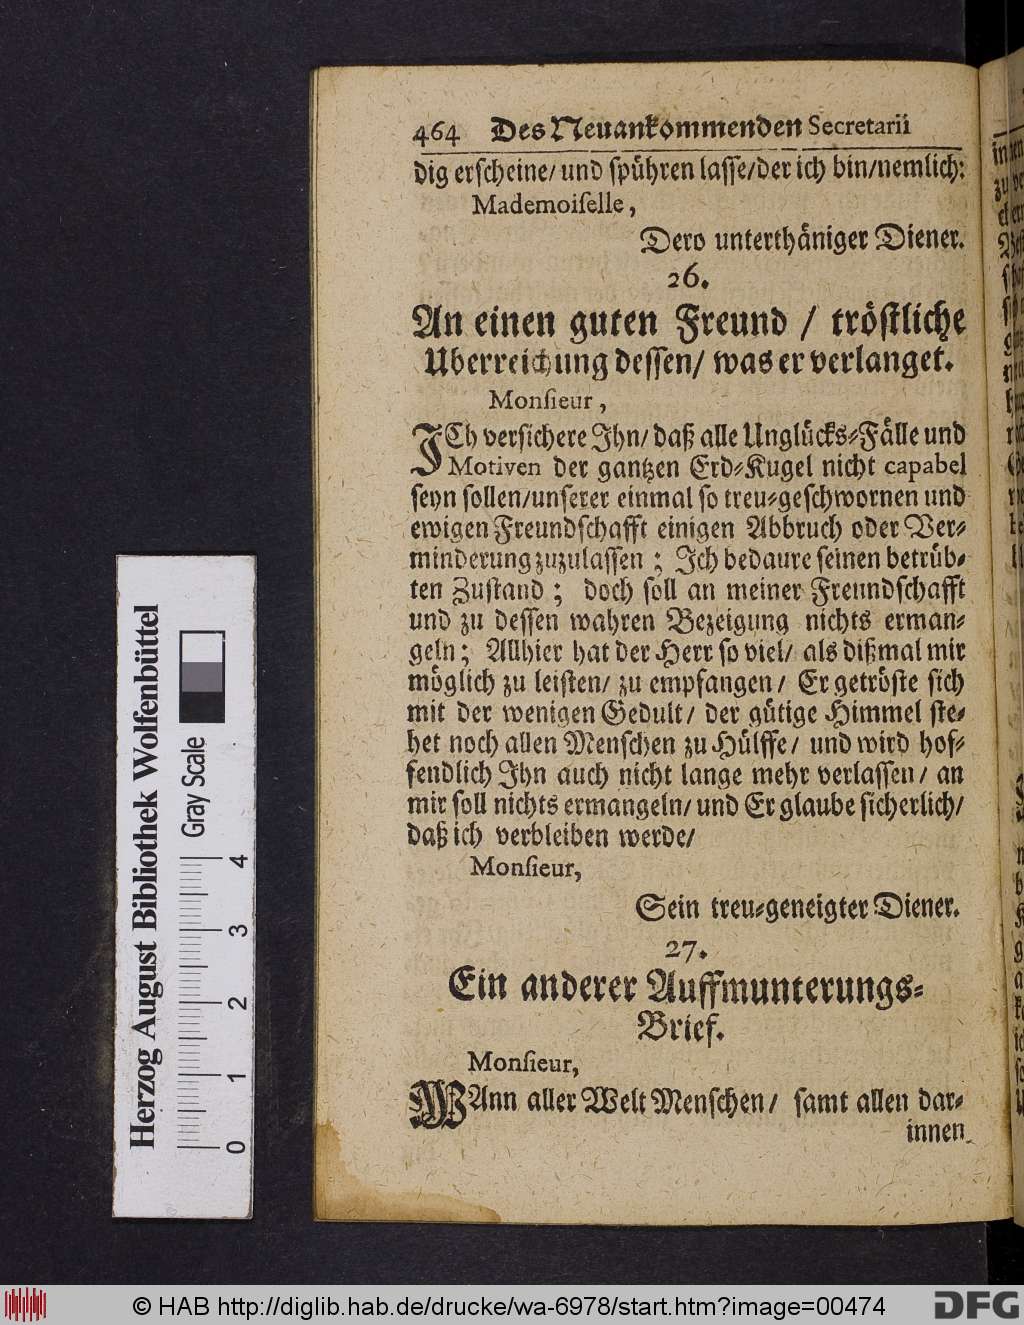 464 Des Neuankommenden Secretarii
dig erscheine/ und spühren lasse/der ich bin/nemlich:
Mademoiſelle,
Dero unterthäniger Diener.
26.
An einen guten Freund / tröstliche
Uberreichung dessen/ was er verlanget.
Monſieur,
ICh versichere Ihn/ daß alle Unglücks-Fälle und
Motiven der gantzen Erd-Kugel nicht capabel
seyn sollen/unserer einmal so treu-geschwornen und
ewigen Freundschafft einigen Abbruch oder Ver-
minderung zuzulassen; Ich bedaure seinen betrüb-
ten Zustand; doch soll an meiner Freundschafft
und zu dessen wahren Bezeigung nichts erman-
geln; Allhier hat der Herr so viel/ als dißmal mir
möglich zu leisten/ zu empfangen/ Er getröste sich
mit der wenigen Gedult/ der gütige Himmel ste-
het noch allen Menschen zu Hülffe/ und wird hof-
fendlich Ihn auch nicht lange mehr verlassen/ an
mir soll nichts ermangeln/ und Er glaube sicherlich/
daß ich verbleiben werde/
Monſieur,
Sein treu-geneigter Diener.
27.
Ein anderer Auffmunterungs-
Brief.
Monſieur,
WAnn aller Welt Menschen/ samt allen dar-
innen
Herzog August Bibliothek Wolfenbüttel
Gray Scale
0 1 2 3 4
© HAB http://diglib.hab.de/drucke/wa-6978/start.htm?image=00474
DFG